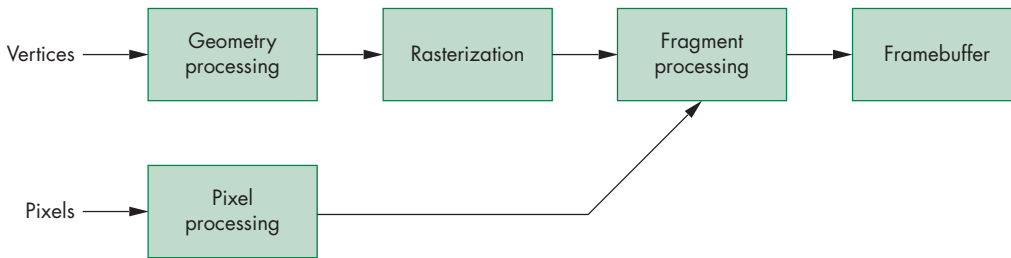 Vertices
Geometry
processing
Rasterization
Fragment
processing
Framebuffer
Pixels
Pixel
processing